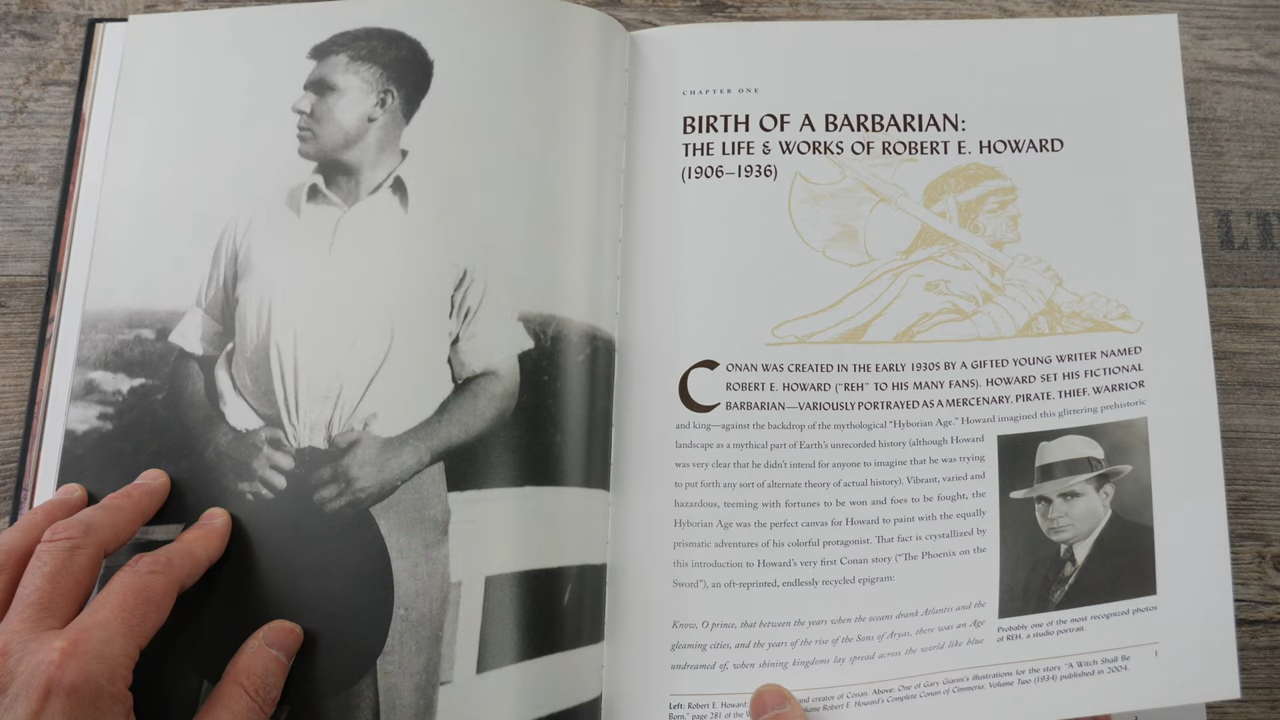 CHAPTER ONE
BIRTH OF A BARBARIAN:
THE LIFE & WORKS OF ROBERT E. HOWARD
(1906–1936)
CONAN WAS CREATED IN THE EARLY 1930S BY A GIFTED YOUNG WRITER NAMED
ROBERT E. HOWARD ("REH" TO HIS MANY FANS). HOWARD SET HIS FICTIONAL
BARBARIAN—VARIOUSLY PORTRAYED AS A MERCENARY, PIRATE, THIEF, WARRIOR
and king—against the backdrop of the mythological "Hyborian Age." Howard imagined this glittering prehistoric
landscape as a mythical part of Earth's unrecorded history (although Howard
was very clear that he didn't intend for anyone to imagine that he was trying
to put forth any sort of alternate theory of actual history). Vibrant, varied and
hazardous, teeming with fortunes to be won and foes to be fought, the
Hyborian Age was the perfect canvas for Howard to paint with the equally
prismatic adventures of his colorful protagonist. That fact is crystallized by
this introduction to Howard's very first Conan story ("The Phoenix on the
Sword"), an oft-reprinted, endlessly recycled epigram:
Know, O prince, that between the years when the oceans drank Atlantis and the
gleaming cities, and the years of the rise of the Sons of Aryas, there was an Age
undreamed of, when shining kingdoms lay spread across the world like blue
Probably one of the most recognized photos
of REH, a studio portrait.
1
Left: Robert E. Howard and creator of Conan. Above: One of Gary Gianni's illustrations for the story "A Witch Shall Be
Born," page 281 of the Robert E. Howard's Complete Conan of Cimmeria: Volume Two (1934) published in 2004.